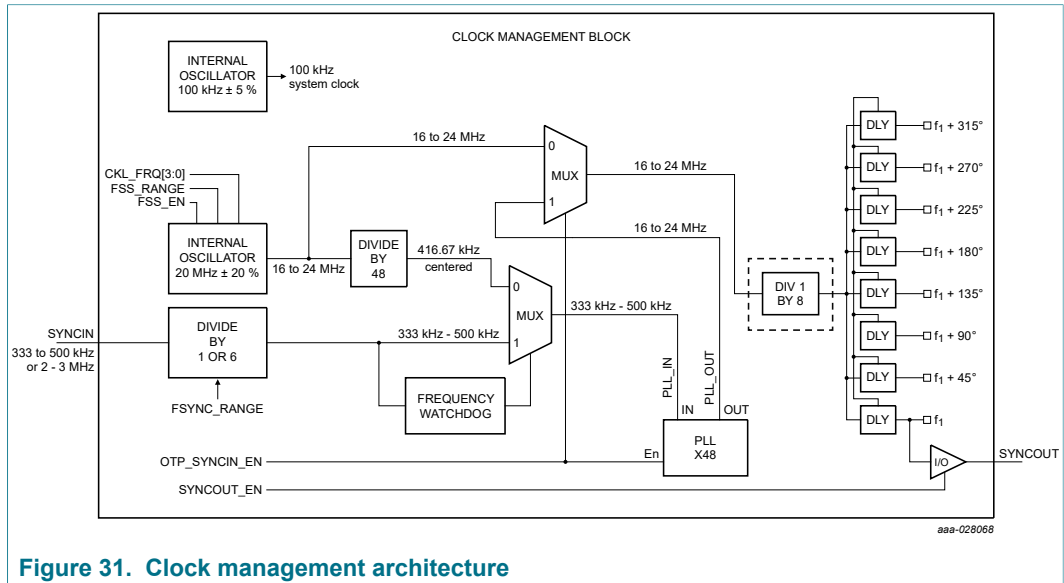 CLOCK MANAGEMENT BLOCK
INTERNAL
OSCILLATOR
100 kHz ± 5 %
100 kHz
system clock
CKL_FRQ[3:0]
FSS_RANGE
FSS_EN
INTERNAL
OSCILLATOR
20 MHz ± 20 %
16 to 24 MHz
16 to 24 MHz
DIVIDE
BY
48
416.67 kHz
centered
0
MUX
1
16 to 24 MHz
16 to 24 MHz
0
MUX
1
333 kHz - 500 kHz
SYNCIN
333 to 500 kHz
or 2 - 3 MHz
DIVIDE
BY
1 OR 6
333 kHz - 500 kHz
FSYNC_RANGE
FREQUENCY
WATCHDOG
PLL_IN
PLL_OUT
IN
OUT
En
PLL
X48
OTP_SYNCIN_EN
SYNCOUT_EN
DIV 1
BY 8
DLY
f1 + 315°
DLY
f1 + 270°
DLY
f1 + 225°
DLY
f1 + 180°
DLY
f1 + 135°
DLY
f1 + 90°
DLY
f1 + 45°
DLY
f1
I/O
SYNCOUT
aaa-028068
Figure 31. Clock management architecture